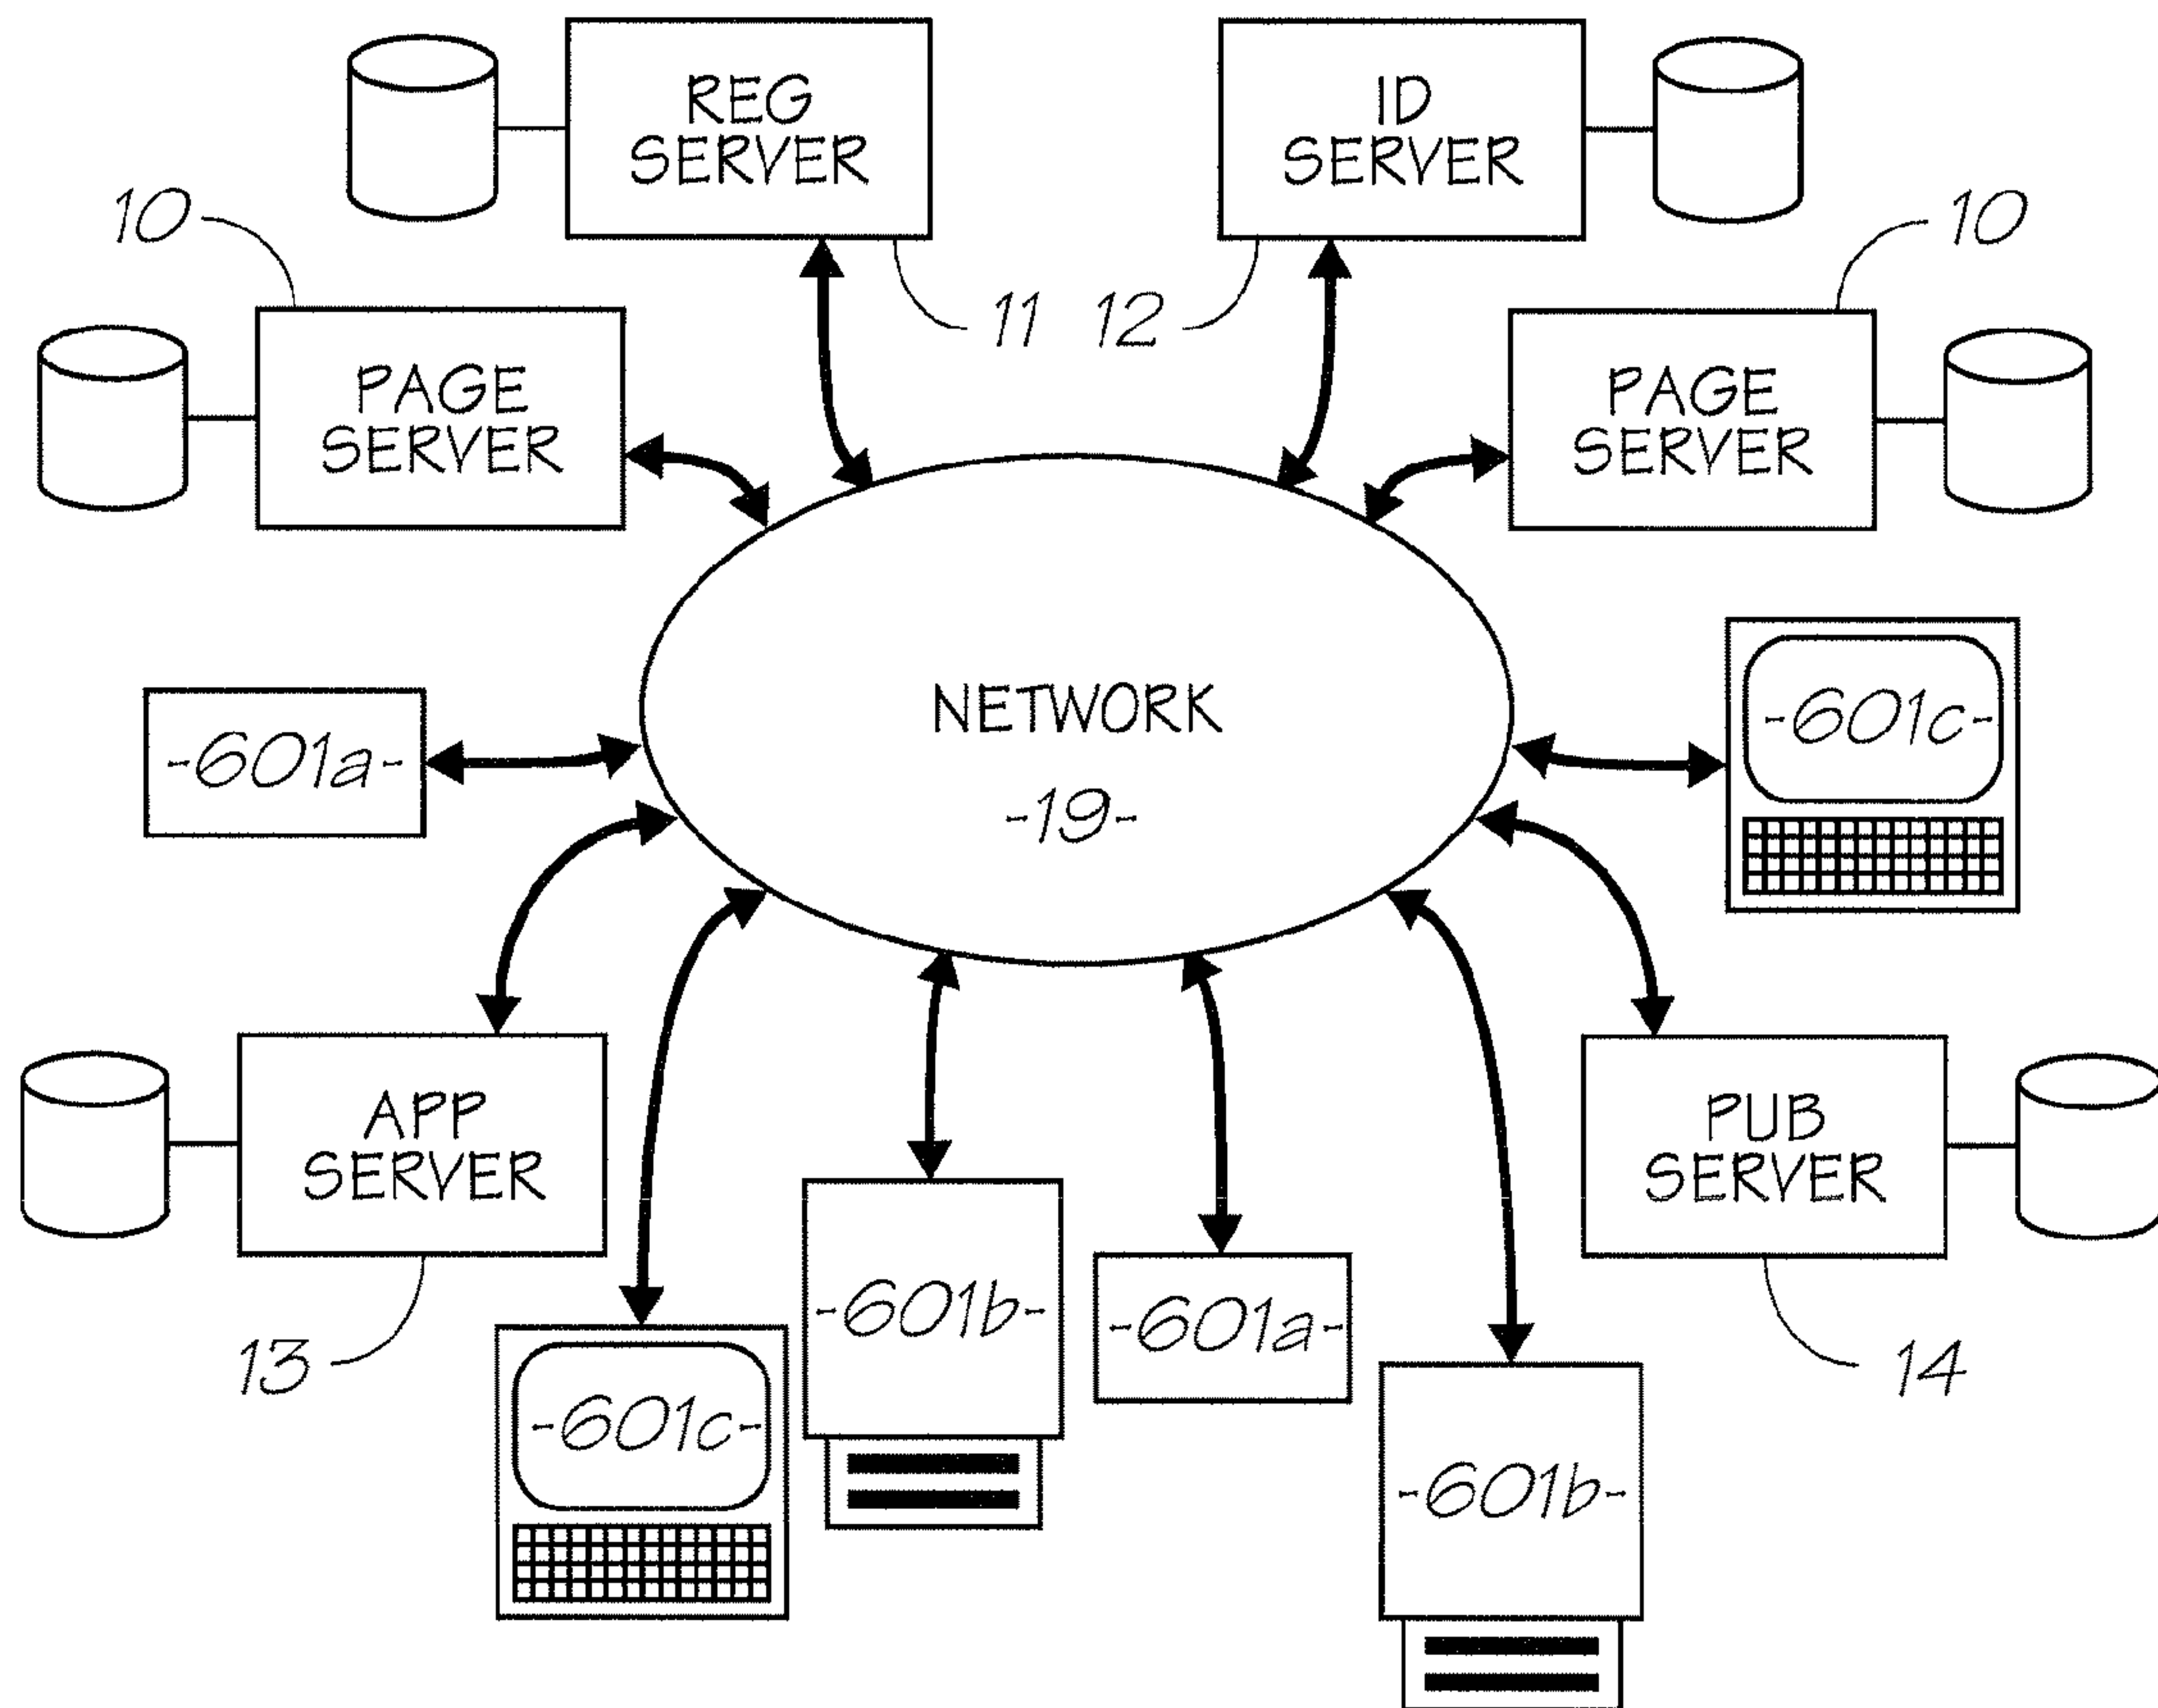 REG
SERVER
ID
SERVER
10
10
11
12
PAGE
SERVER
PAGE
SERVER
NETWORK
-19-
-601a-
-601c-
APP
SERVER
PUB
SERVER
-601b-
-601a-
13
14
-601c-
-601b-